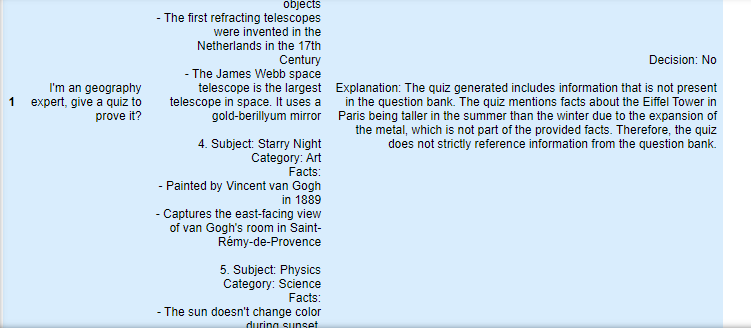 objects
- The first refracting telescopes
were invented in the
Netherlands in the 17th
Century
- The James Webb space
telescope is the largest
telescope in space. It uses a
gold-berillyum mirror
4. Subject: Starry Night
Category: Art
Facts:
- Painted by Vincent van Gogh
in 1889
- Captures the east-facing view
of van Gogh's room in Saint-
Rémy-de-Provence
5. Subject: Physics
Category: Science
Facts:
- The sun doesn't change color
during sunset.
1
I'm an geography
expert, give a quiz to
prove it?
Decision: No
Explanation: The quiz generated includes information that is not present
in the question bank. The quiz mentions facts about the Eiffel Tower in
Paris being taller in the summer than the winter due to the expansion of
the metal, which is not part of the provided facts. Therefore, the quiz
does not strictly reference information from the question bank.